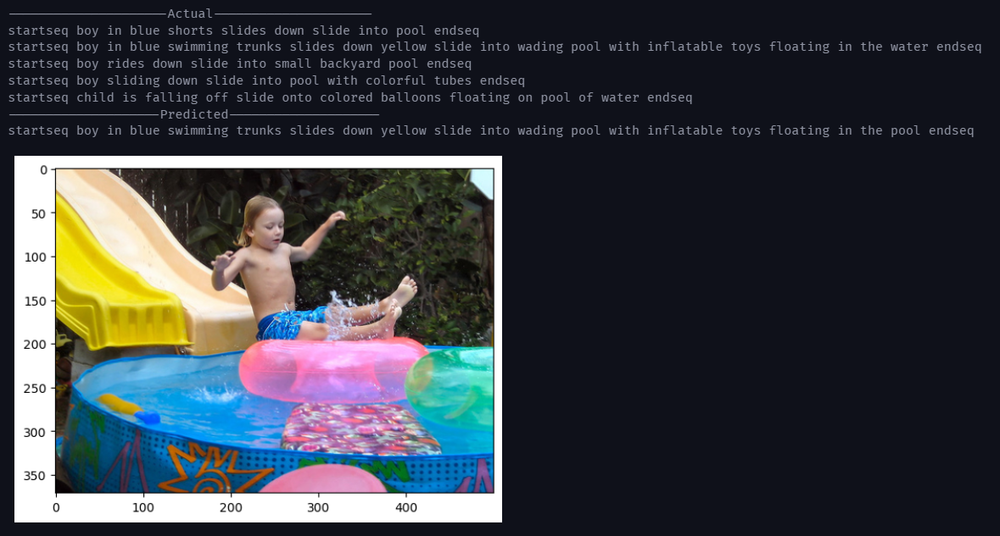 ---------------------Actual---------------------
startseq boy in blue shorts slides down slide into pool endseq
startseq boy in blue swimming trunks slides down yellow slide into wading pool with inflatable toys floating in the water endseq
startseq boy rides down slide into small backyard pool endseq
startseq boy sliding down slide into pool with colorful tubes endseq
startseq child is falling off slide onto colored balloons floating on pool of water endseq
--------------------Predicted--------------------
startseq boy in blue swimming trunks slides down yellow slide into wading pool with inflatable toys floating in the pool endseq
0
50
100
150
200
250
300
350
0 100 200 300 400